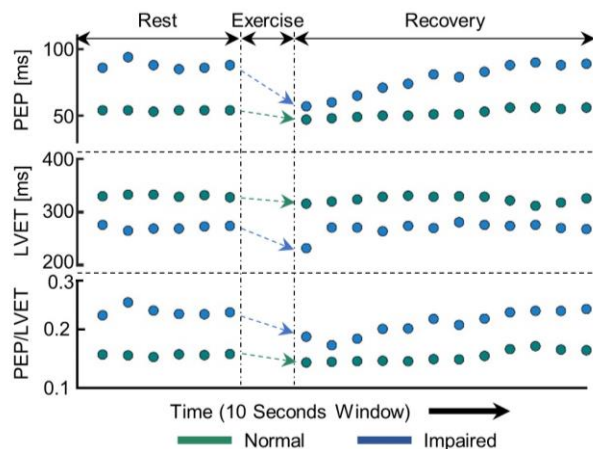 Rest Exercise Recovery
PEP [ms]
100
50
LVET [ms]
400
300
200
PEP/LVET
0.3
0.2
0.1
Time (10 Seconds Window)
Normal Impaired